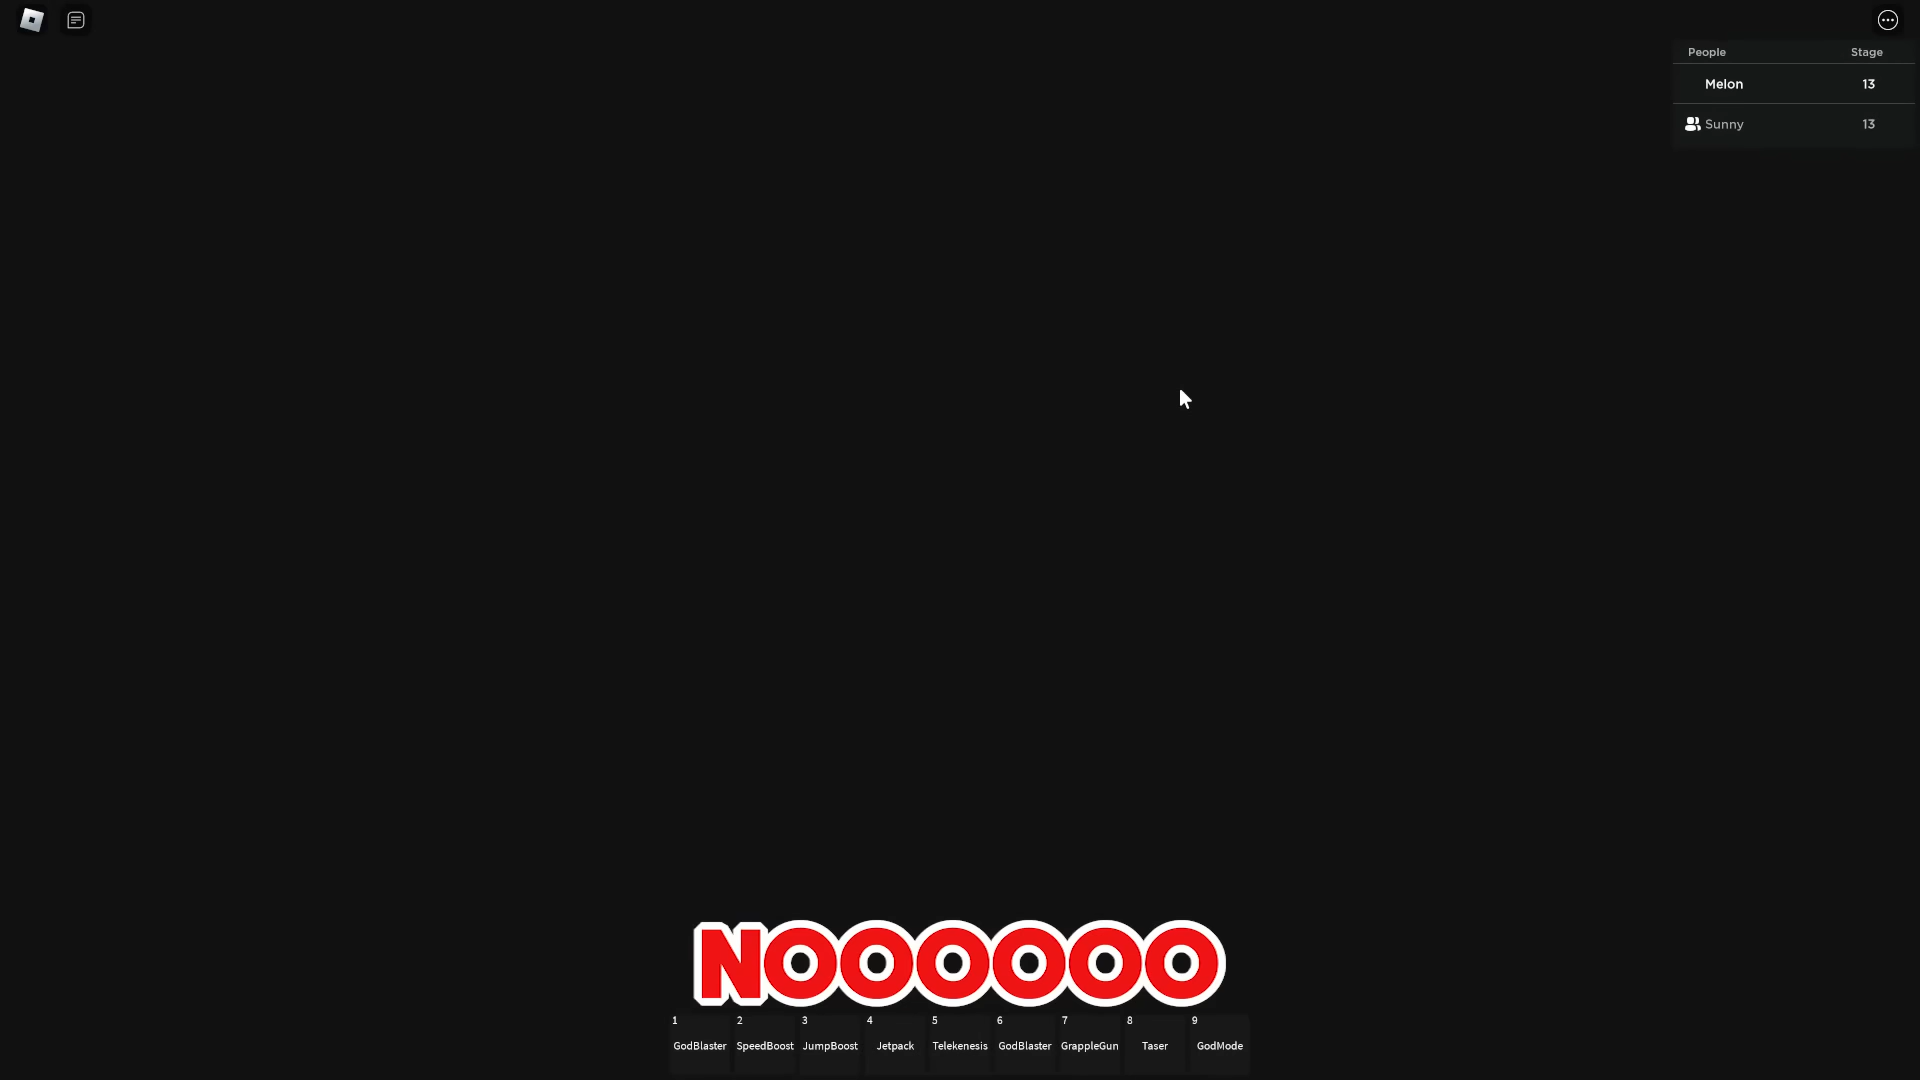 People Stage
Melon 13
Sunny 13
NOOOOOO
1 2 3 4 5 6 7 8 9
GodBlaster SpeedBoost JumpBoost Jetpack Telekenesis GodBlaster GrappleGun Taser GodMode